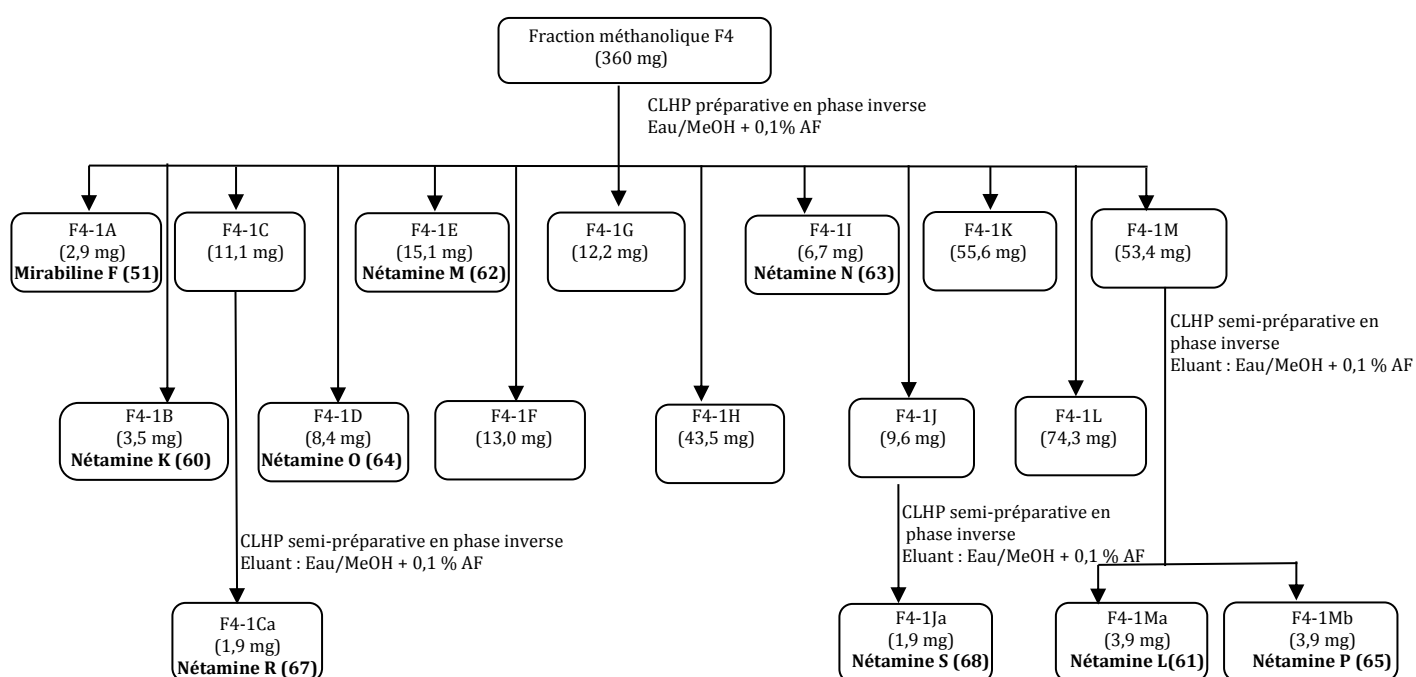 Fraction méthanolique F4
(360 mg)
CLHP préparative en phase inverse
Eau/MeOH + 0,1% AF
F4-1A
(2,9 mg)
Mirabiline F (51)
F4-1C
(11,1 mg)
F4-1E
(15,1 mg)
Nétamine M (62)
F4-1G
(12,2 mg)
F4-1I
(6,7 mg)
Nétamine N (63)
F4-1K
(55,6 mg)
F4-1M
(53,4 mg)
CLHP semi-préparative en
phase inverse
Eluant : Eau/MeOH + 0,1 % AF
F4-1B
(3,5 mg)
Nétamine K (60)
F4-1D
(8,4 mg)
Nétamine O (64)
F4-1F
(13,0 mg)
F4-1H
(43,5 mg)
F4-1J
(9,6 mg)
F4-1L
(74,3 mg)
CLHP semi-préparative en phase inverse
Eluant : Eau/MeOH + 0,1 % AF
CLHP semi-préparative en
phase inverse
Eluant : Eau/MeOH + 0,1 % AF
F4-1Ca
(1,9 mg)
Nétamine R (67)
F4-1Ja
(1,9 mg)
Nétamine S (68)
F4-1Ma
(3,9 mg)
Nétamine L(61)
F4-1Mb
(3,9 mg)
Nétamine P (65)